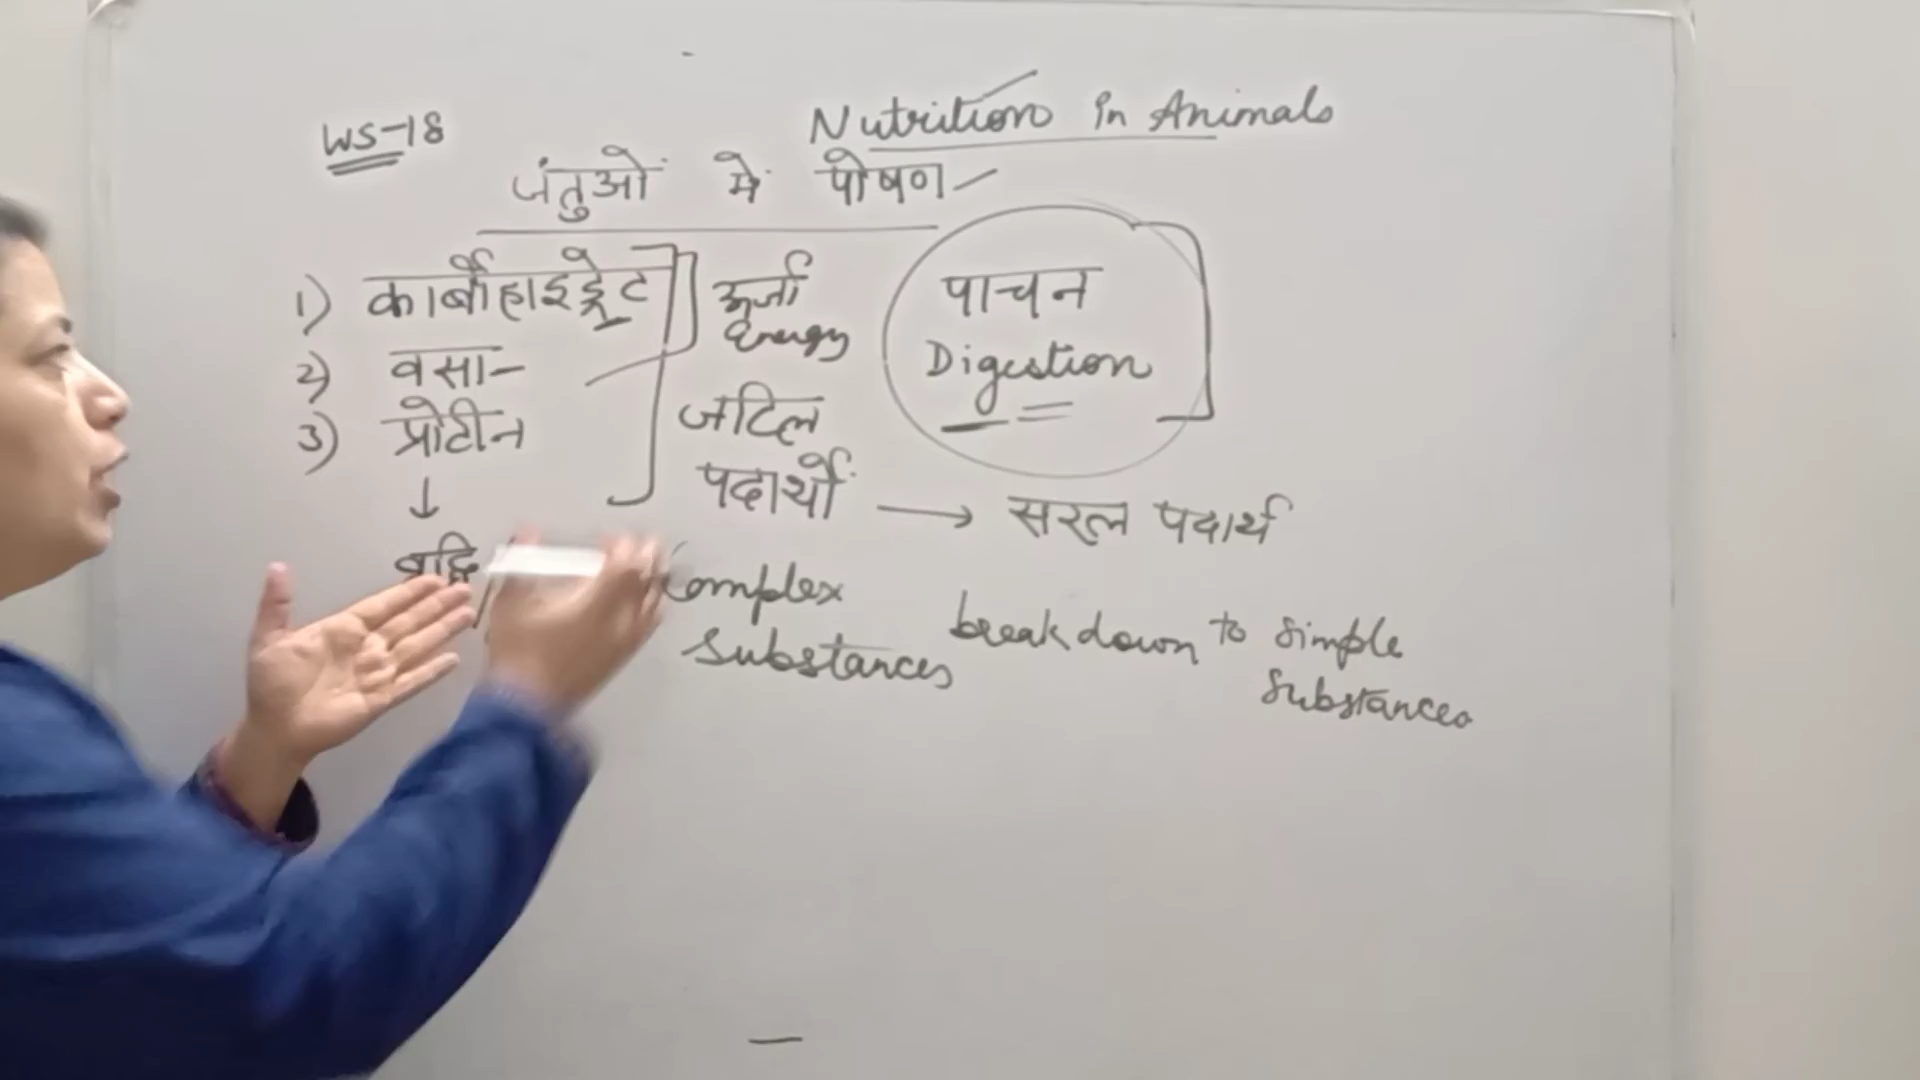 WS-18
Nutrition In Animals
जंतुओं में पोषण
1) कार्बोहाइड्रेट
ऊर्जा
Energy
2) वसा
3) प्रोटीन
↓
वृद्धि
पाचन
Digestion
जटिल
पदार्थों → सरल पदार्थ
Complex
substances
breakdown to simple
substances